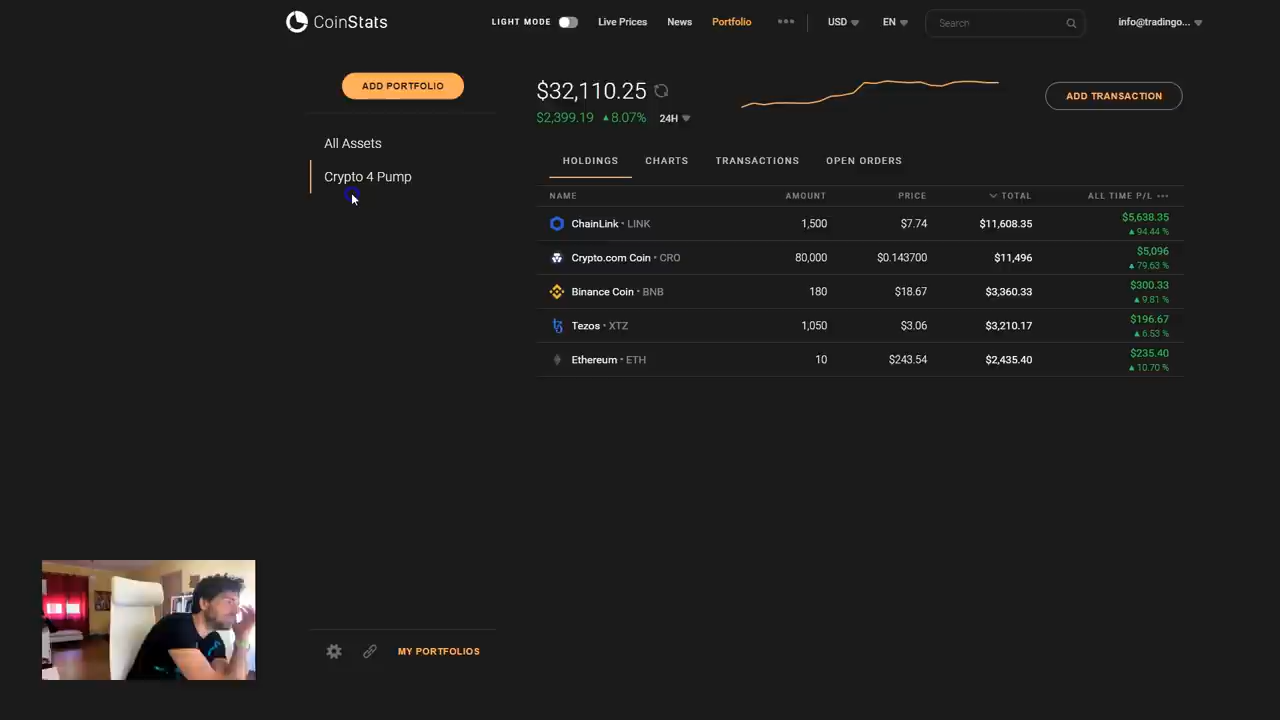 CoinStats
LIGHT MODE
Live Prices
News
Portfolio
USD
EN
Search
info@tradingo...
ADD PORTFOLIO
All Assets
Crypto 4 Pump
$32,110.25
$2,399.19 ▲8.07% 24H
ADD TRANSACTION
HOLDINGS CHARTS TRANSACTIONS OPEN ORDERS
NAME AMOUNT PRICE TOTAL ALL TIME P/L •••
ChainLink • LINK 1,500 $7.74 $11,608.35 $5,638.35
▲ 94.44 %
Crypto.com Coin • CRO 80,000 $0.143700 $11,496 $5,096
▲ 79.63 %
Binance Coin • BNB 180 $18.67 $3,360.33 $300.33
▲ 9.81 %
Tezos • XTZ 1,050 $3.06 $3,210.17 $196.67
▲ 6.53 %
Ethereum • ETH 10 $243.54 $2,435.40 $235.40
▲ 10.70 %
MY PORTFOLIOS